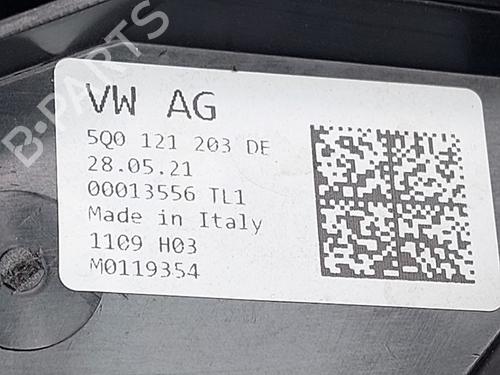 B-PARTS
VW AG
5Q0 121 203 DE
28.05.21
00013556 TL1
Made in Italy
1109 H03
M0119354